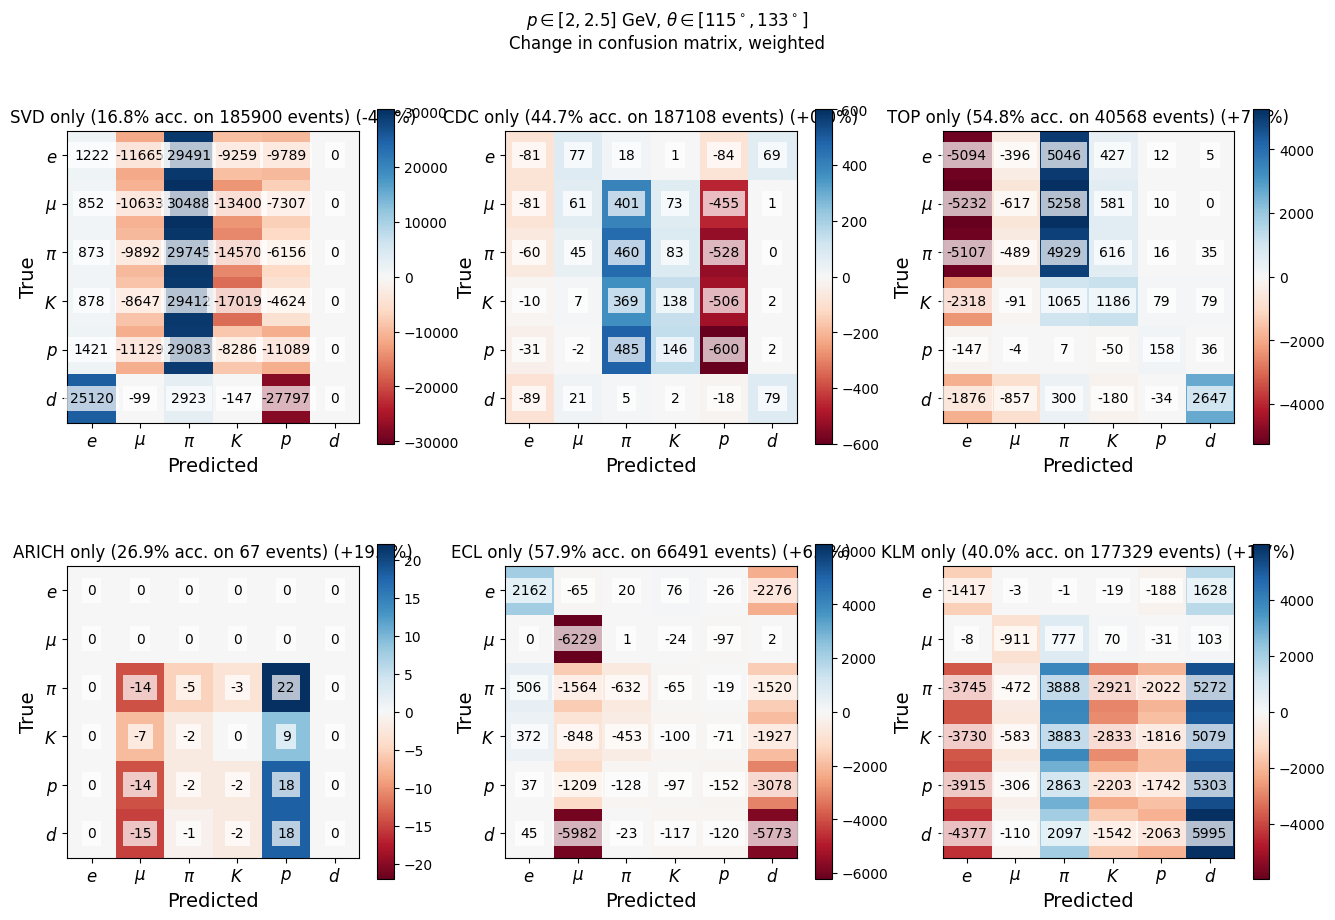 p ∈ [2, 2.5] GeV, θ ∈ [115°, 133°]
Change in confusion matrix, weighted
SVD only (16.8% acc. on 185900 events)
e 1222 -11665 29491 -9259 -9789 0
μ 852 -10633 30488 -13400 -7307 0
π 873 -9892 29745 -14570 -6156 0
K 878 -8647 29412 -17019 -4624 0
p 1421 -11129 29083 -8286 -11089 0
d 25120 -99 2923 -147 -27797 0
e μ π K p d
Predicted
True
30000
20000
10000
0
−10000
−20000
−30000
CDC only (44.7% acc. on 187108 events)
e -81 77 18 1 -84 69
μ -81 61 401 73 -455 1
π -60 45 460 83 -528 0
K -10 7 369 138 -506 2
p -31 -2 485 146 -600 2
d -89 21 5 2 -18 79
e μ π K p d
Predicted
True
600
400
200
0
−200
−400
−600
TOP only (54.8% acc. on 40568 events)
e -5094 -396 5046 427 12 5
μ -5232 -617 5258 581 10 0
π -5107 -489 4929 616 16 35
K -2318 -91 1065 1186 79 79
p -147 -4 7 -50 158 36
d -1876 -857 300 -180 -34 2647
e μ π K p d
Predicted
True
4000
2000
0
−2000
−4000
ARICH only (26.9% acc. on 67 events)
e 0 0 0 0 0 0
μ 0 0 0 0 0 0
π 0 -14 -5 -3 22 0
K 0 -7 -2 0 9 0
p 0 -14 -2 -2 18 0
d 0 -15 -1 -2 18 0
e μ π K p d
Predicted
True
20
15
10
5
0
−5
−10
−15
−20
ECL only (57.9% acc. on 66491 events)
e 2162 -65 20 76 -26 -2276
μ 0 -6229 1 -24 -97 2
π 506 -1564 -632 -65 -19 -1520
K 372 -848 -453 -100 -71 -1927
p 37 -1209 -128 -97 -152 -3078
d 45 -5982 -23 -117 -120 -5773
e μ π K p d
Predicted
True
6000
4000
2000
0
−2000
−4000
−6000
KLM only (40.0% acc. on 177329 events)
e -1417 -3 -1 -19 -188 1628
μ -8 -911 777 70 -31 103
π -3745 -472 3888 -2921 -2022 5272
K -3730 -583 3883 -2833 -1816 5079
p -3915 -306 2863 -2203 -1742 5303
d -4377 -110 2097 -1542 -2063 5995
e μ π K p d
Predicted
True
4000
2000
0
−2000
−4000